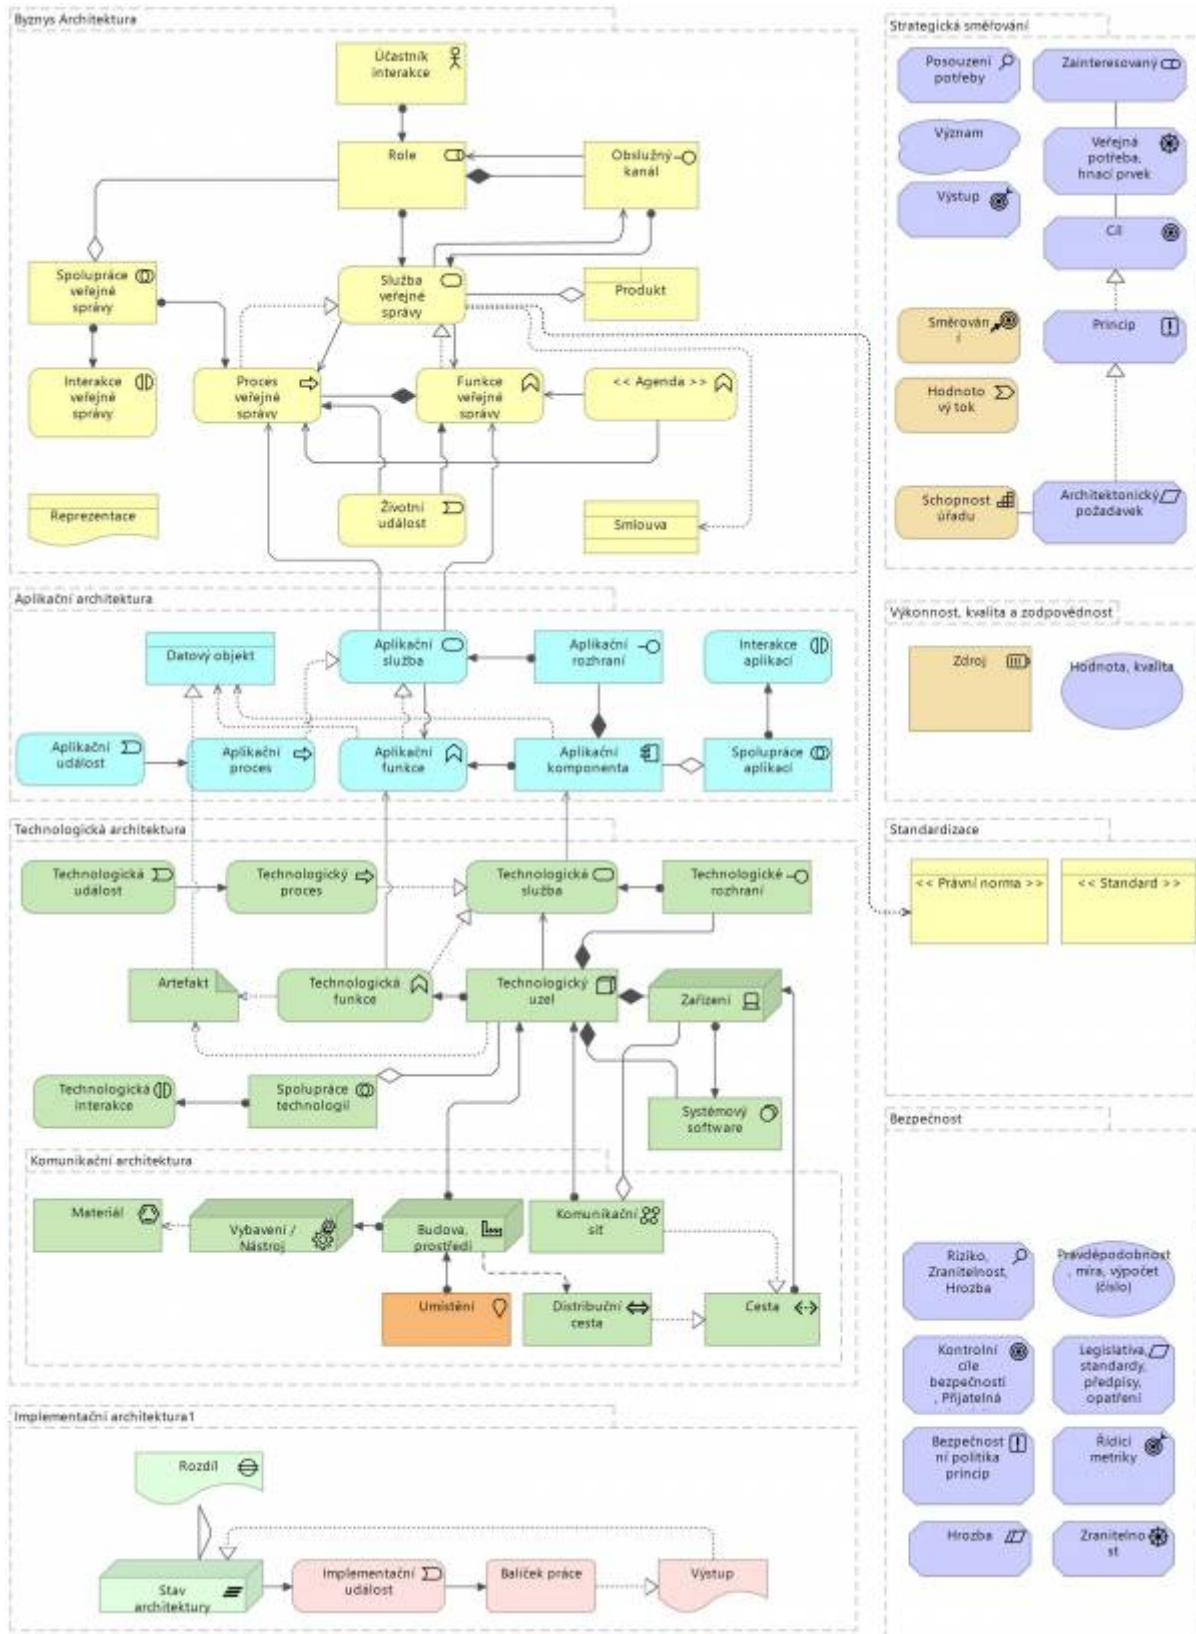 Byznys Architektura
Účastník
interakce
Role
Obslužný
kanál
Spolupráce
veřejné
správy
Služba
veřejné
správy
Produkt
Interakce
veřejné
správy
Proces
veřejné
správy
Funkce
veřejné
správy
<< Agenda >>
Reprezentace
Životní
událost
Smlouva
Aplikační architektura
Datový objekt
Aplikační
služba
Aplikační
rozhraní
Interakce
aplikací
Aplikační
událost
Aplikační
proces
Aplikační
funkce
Aplikační
komponenta
Spolupráce
aplikací
Technologická architektura
Technologická
událost
Technologický
proces
Technologická
služba
Technologické
rozhraní
Artefakt
Technologická
funkce
Technologický
uzel
Zařízení
Technologická
interakce
Spolupráce
technologií
Systémový
software
Komunikační architektura
Materiál
Vybavení /
Nástroj
Budova,
prostředí
Komunikační
síť
Umístění
Distribuční
cesta
Cesta
Implementační architektura1
Rozdíl
Stav
architektury
Implementační
událost
Balíček práce
Výstup
Strategická směřování
Posouzení
potřeby
Zainteresovaný
Význam
Veřejná
potřeba,
hnací prvek
Výstup
Cíl
Směrován
í
Princip
Hodnoto
vý tok
Schopnost
úřadu
Architektonický
požadavek
Výkonnost, kvalita a zodpovědnost
Zdroj
Hodnota, kvalita
Standardizace
<< Právní norma >>
<< Standard >>
Bezpečnost
Riziko,
Zranitelnost,
Hrozba
Pravděpodobnost
, míra, výpočet
(číslo)
Kontrolní
cíle
bezpečnosti
, Přijatelná
Legislativa,
standardy,
předpisy,
opatření
Bezpečnost
ní politika
princip
Řídící
metriky
Hrozba
Zranitelno
st